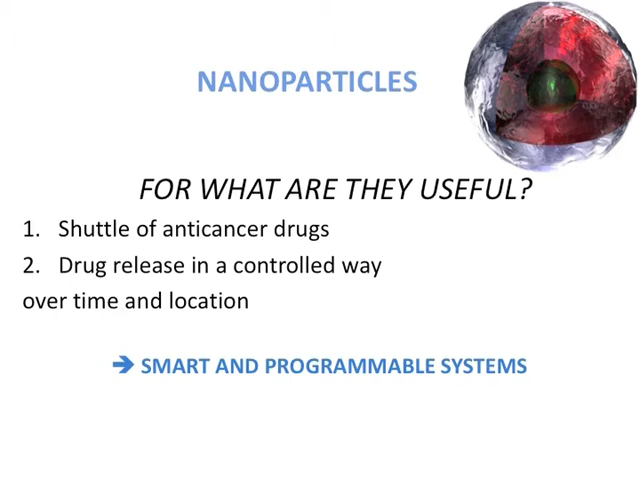 NANOPARTICLES
FOR WHAT ARE THEY USEFUL?
1. Shuttle of anticancer drugs
2. Drug release in a controlled way
over time and location
➔ SMART AND PROGRAMMABLE SYSTEMS